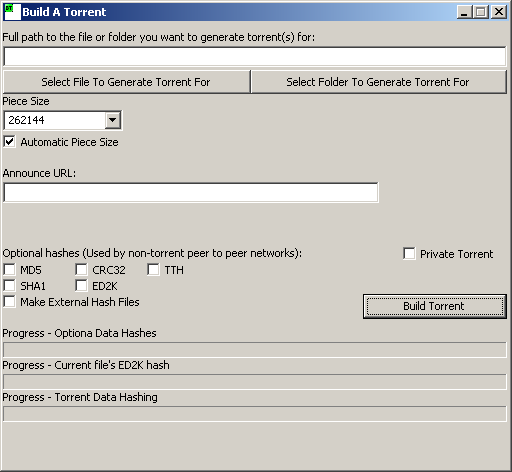 BT Build A Torrent
Full path to the file or folder you want to generate torrent(s) for:
Select File To Generate Torrent For Select Folder To Generate Torrent For
Piece Size
262144
Automatic Piece Size
Announce URL:
Optional hashes (Used by non-torrent peer to peer networks): Private Torrent
MD5 CRC32 TTH
SHA1 ED2K
Make External Hash Files
Build Torrent
Progress - Optiona Data Hashes
Progress - Current file's ED2K hash
Progress - Torrent Data Hashing